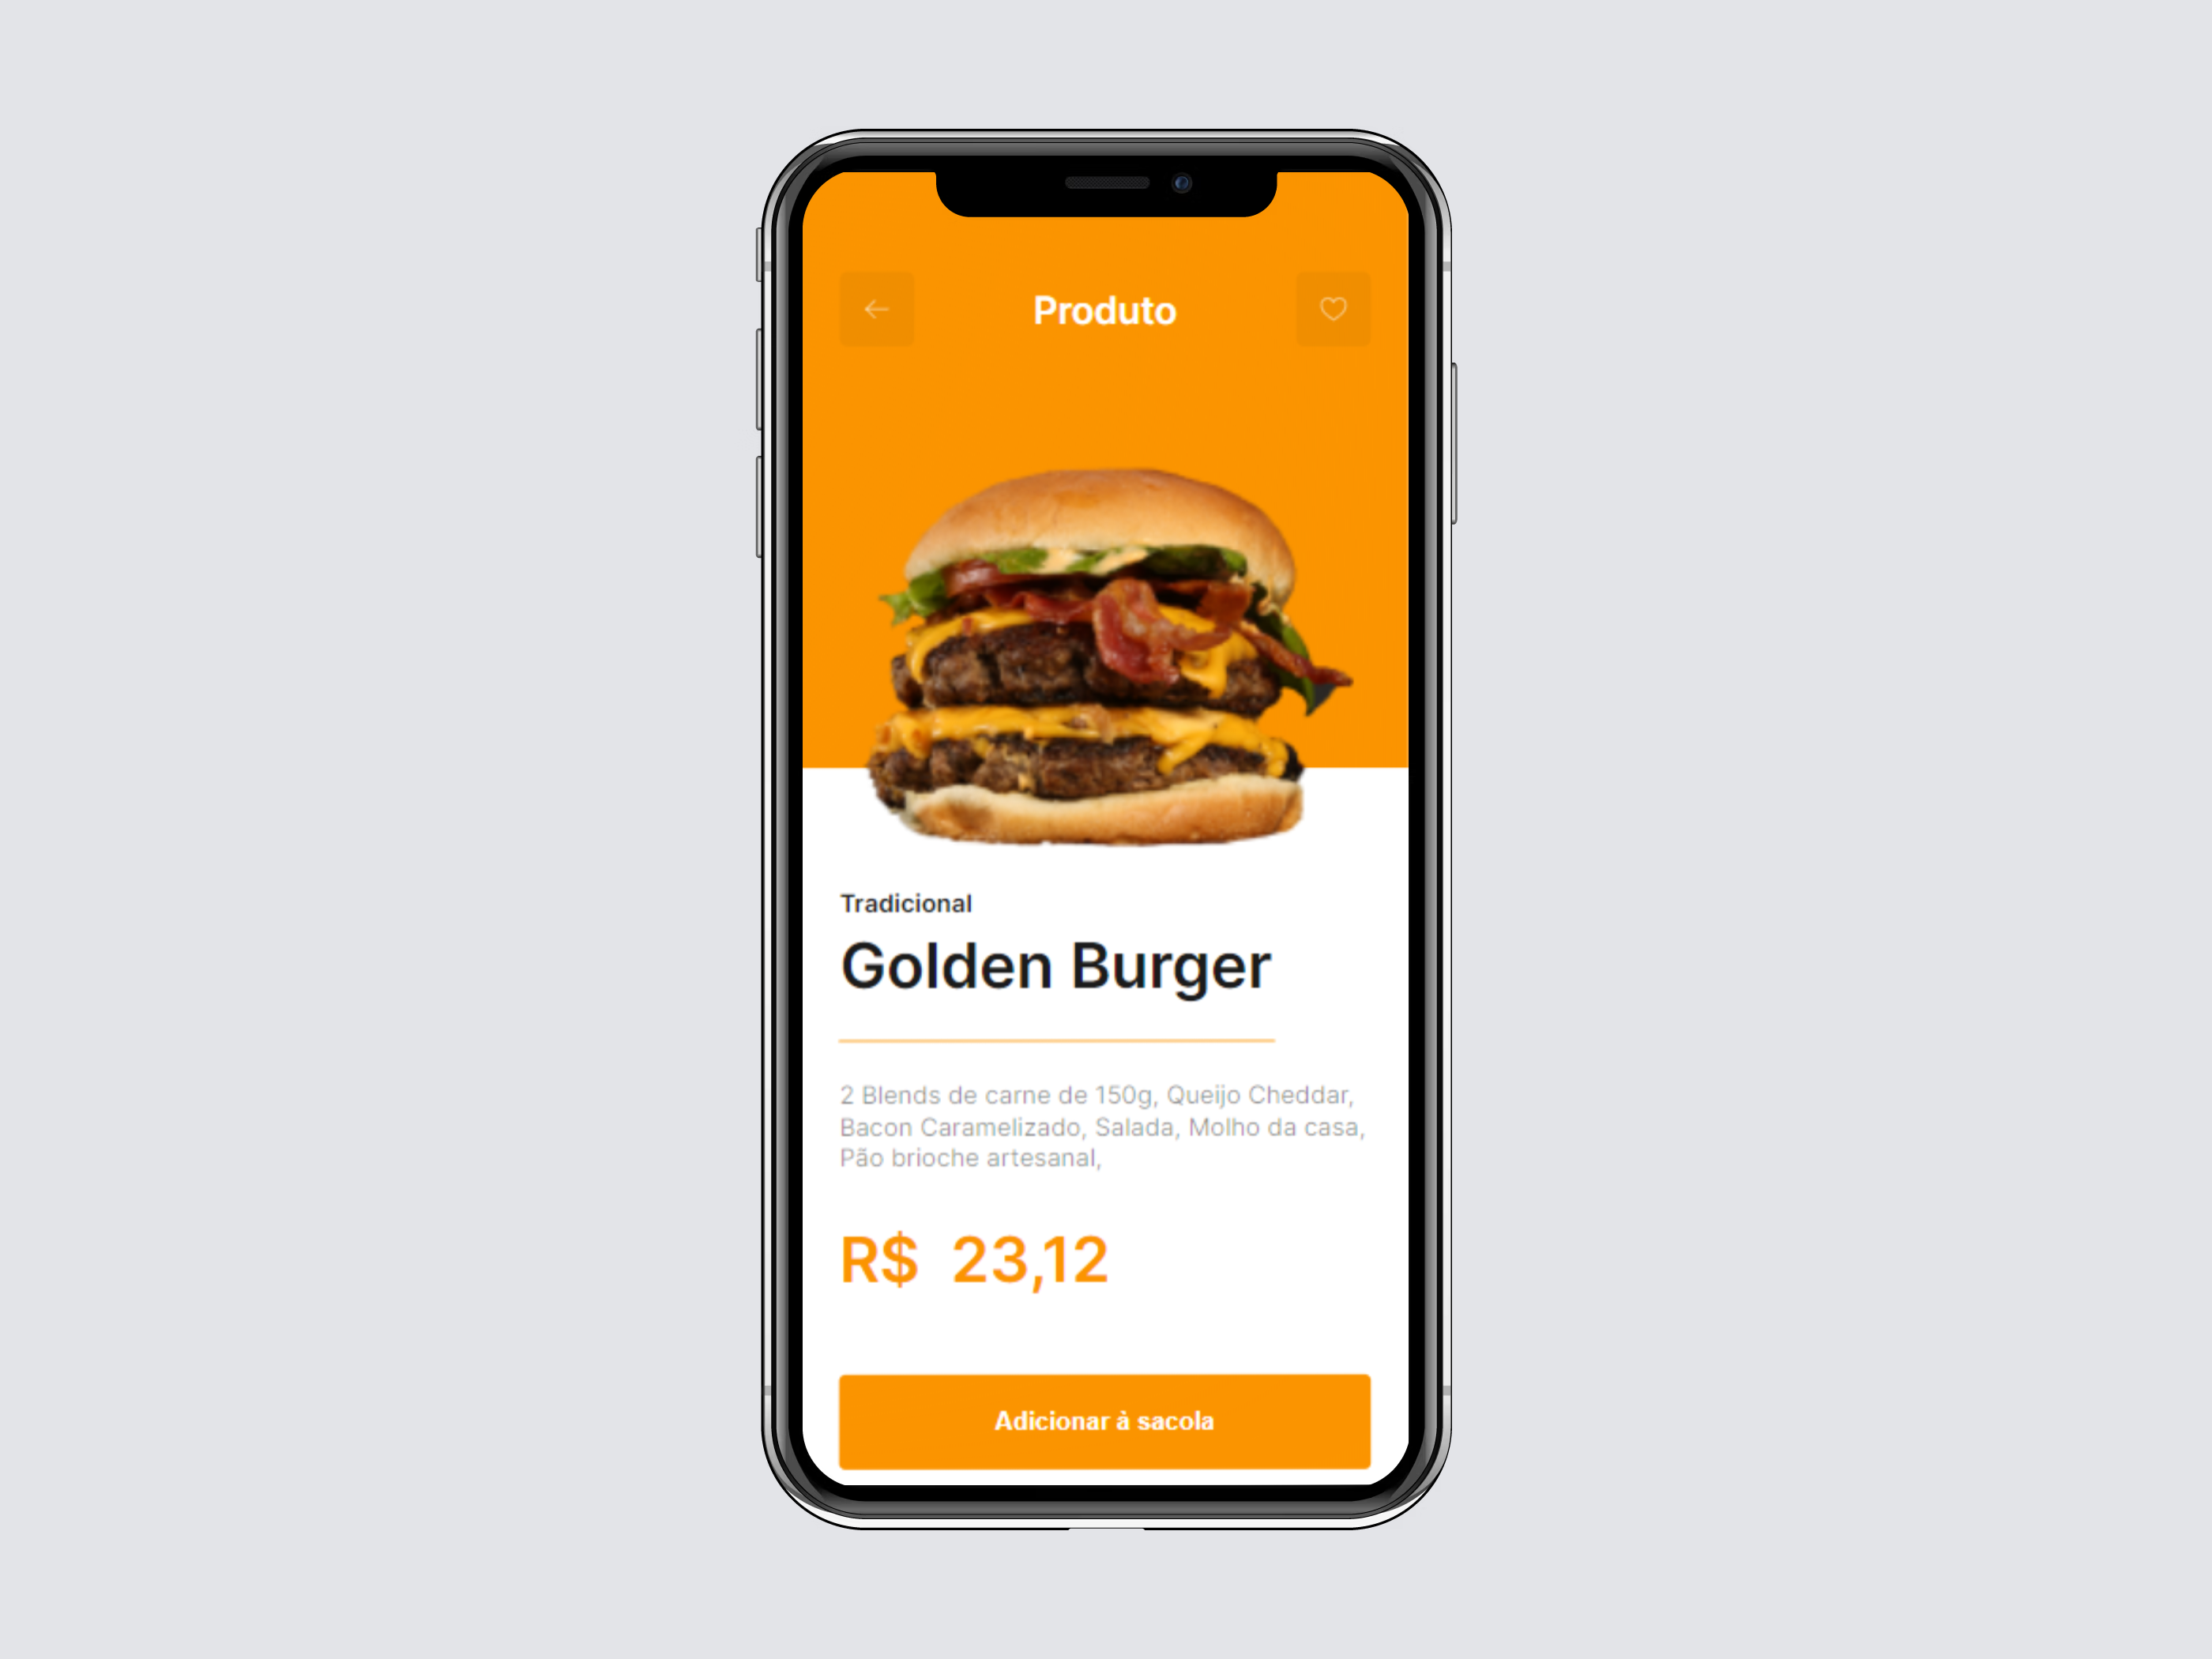 Produto
Tradicional
Golden Burger
2 Blends de carne de 150g, Queijo Cheddar,
Bacon Caramelizado, Salada, Molho da casa,
Pão brioche artesanal,
R$ 23,12
Adicionar à sacola